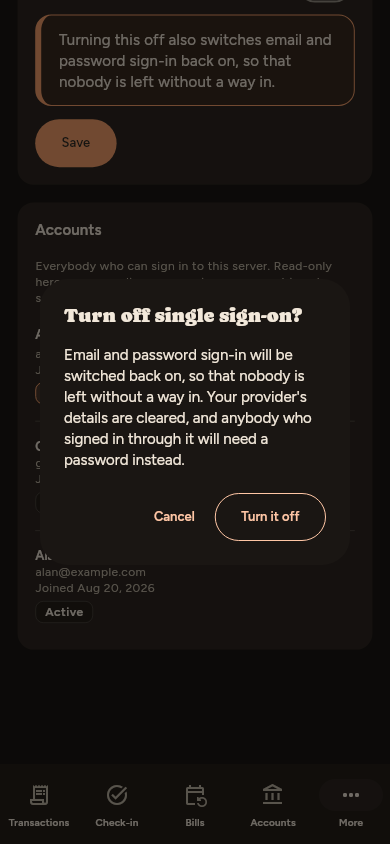 Turning this off also switches email and
password sign-in back on, so that
nobody is left without a way in.
Save
Accounts
Everybody who can sign in to this server. Read-only
Turn off single sign-on?
Email and password sign-in will be
switched back on, so that nobody is
left without a way in. Your provider's
details are cleared, and anybody who
signed in through it will need a
password instead.
Cancel
Turn it off
alan@example.com
Joined Aug 20, 2026
Active
Transactions
Check-in
Bills
Accounts
More